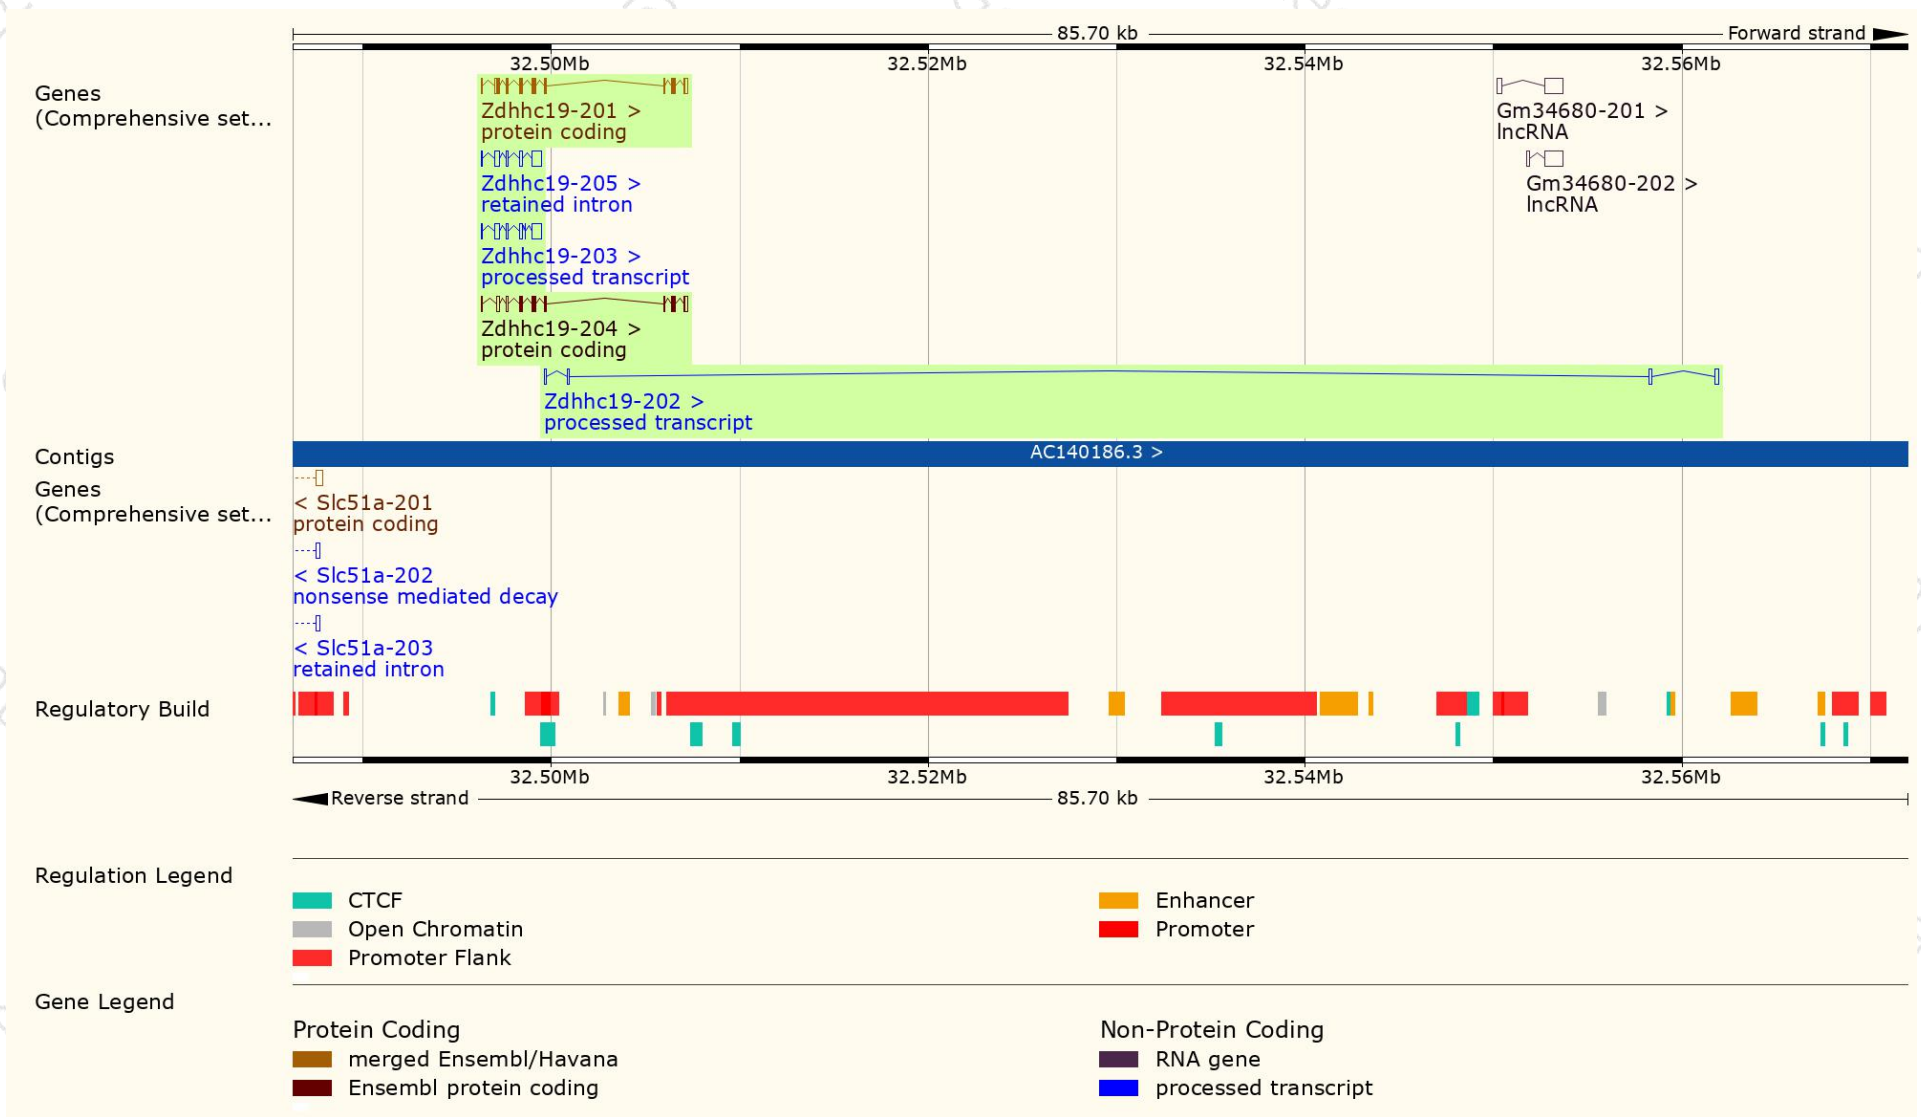 85.70 kb
Forward strand
32.50Mb 32.52Mb 32.54Mb 32.56Mb
Genes
(Comprehensive set...
Zdhhc19-201 >
protein coding
Gm34680-201 >
lncRNA
Zdhhc19-205 >
retained intron
Gm34680-202 >
lncRNA
Zdhhc19-203 >
processed transcript
Zdhhc19-204 >
protein coding
Zdhhc19-202 >
processed transcript
Contigs
AC140186.3 >
Genes
(Comprehensive set...
< Slc51a-201
protein coding
< Slc51a-202
nonsense mediated decay
< Slc51a-203
retained intron
Regulatory Build
32.50Mb 32.52Mb 32.54Mb 32.56Mb
Reverse strand
85.70 kb
Regulation Legend
CTCF
Enhancer
Open Chromatin
Promoter
Promoter Flank
Gene Legend
Protein Coding
Non-Protein Coding
merged Ensembl/Havana
RNA gene
Ensembl protein coding
processed transcript